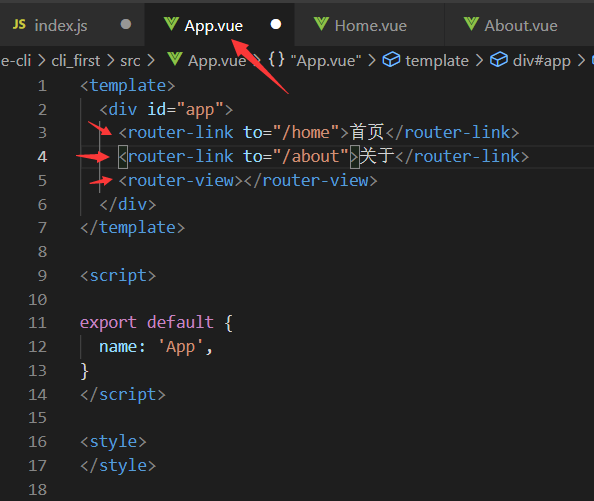 JS index.js
App.vue
Home.vue
About.vue
e-cli > cli_first > src > App.vue > {} "App.vue" > template > div#app >
1 <template>
2 <div id="app">
3 <router-link to="/home">首页</router-link>
4 <router-link to="/about">关于</router-link>
5 <router-view></router-view>
6 </div>
7 </template>
8
9 <script>
10
11 export default {
12 name: 'App',
13 }
14 </script>
15
16 <style>
17 </style>
18